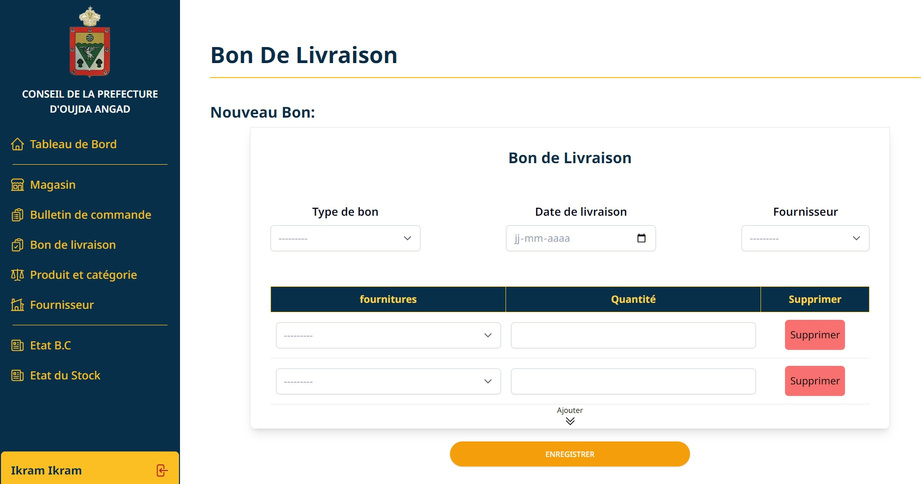 CONSEIL DE LA PREFECTURE
D'OUJDA ANGAD
Tableau de Bord
Magasin
Bulletin de commande
Bon de livraison
Produit et catégorie
Fournisseur
Etat B.C
Etat du Stock
Ikram Ikram
Bon De Livraison
Nouveau Bon:
Bon de Livraison
Type de bon Date de livraison Fournisseur
--------- jj-mm-aaaa ---------
fournitures Quantité Supprimer
--------- Supprimer
--------- Supprimer
Ajouter
ENREGISTRER